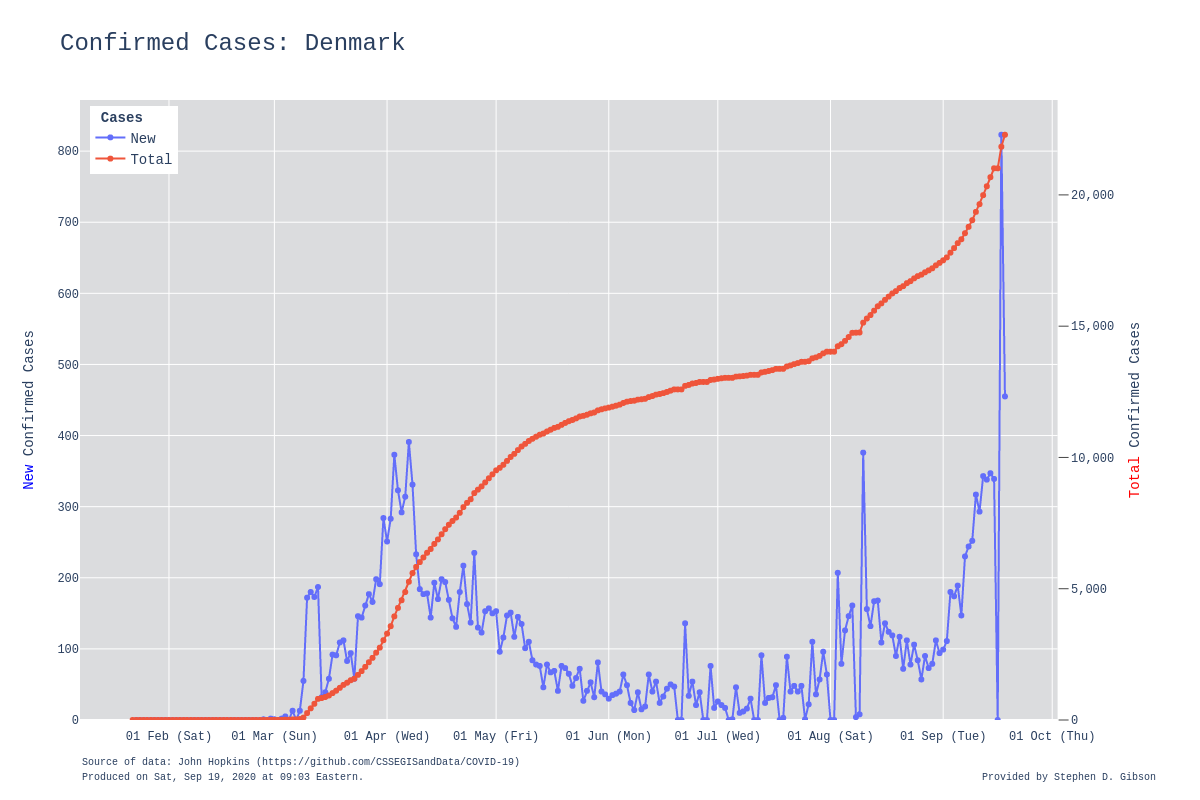 Confirmed Cases: Denmark
Cases
New
Total
800
700
600
500
400
300
200
100
0
20,000
15,000
10,000
5,000
0
New Confirmed Cases
Total Confirmed Cases
01 Feb (Sat) 01 Mar (Sun) 01 Apr (Wed) 01 May (Fri) 01 Jun (Mon) 01 Jul (Wed) 01 Aug (Sat) 01 Sep (Tue) 01 Oct (Thu)
Source of data: John Hopkins (https://github.com/CSSEGISandData/COVID-19)
Produced on Sat, Sep 19, 2020 at 09:03 Eastern.
Provided by Stephen D. Gibson